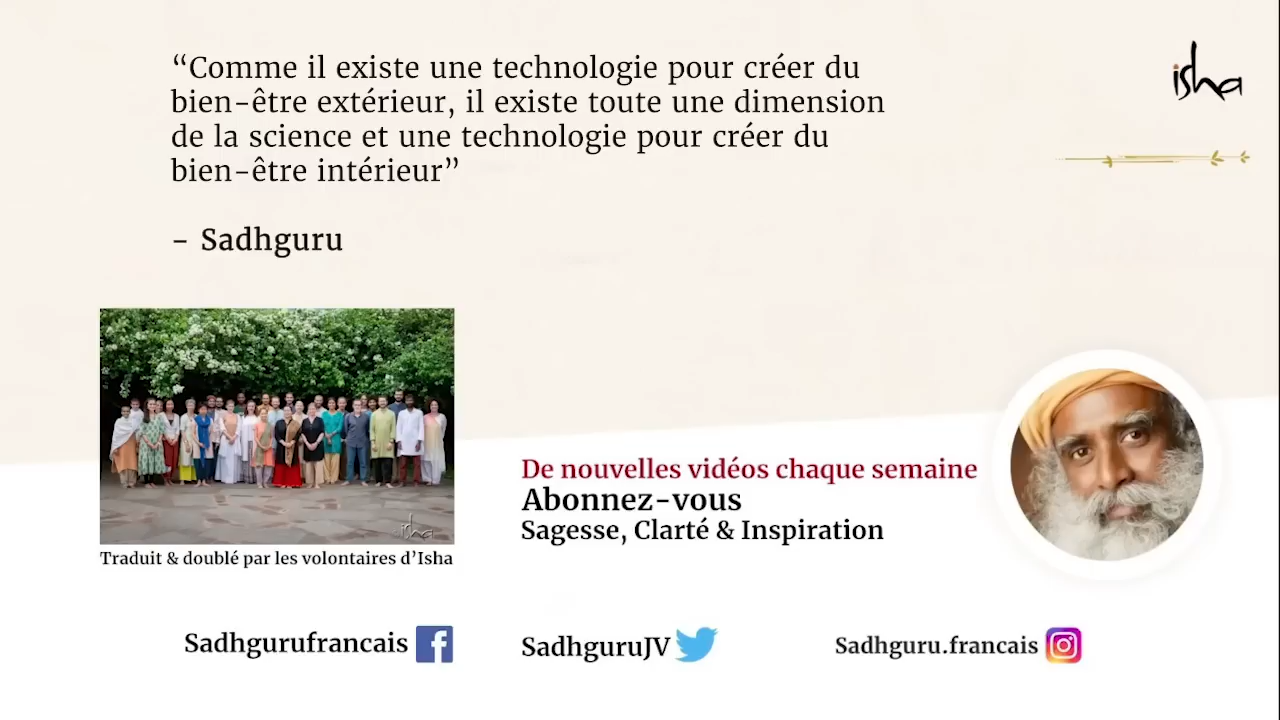 “Comme il existe une technologie pour créer du
bien-être extérieur, il existe toute une dimension
de la science et une technologie pour créer du
bien-être intérieur”
- Sadhguru
isha
isha
Traduit & doublé par les volontaires d’Isha
De nouvelles vidéos chaque semaine
Abonnez-vous
Sagesse, Clarté & Inspiration
Sadhgurufrancais
SadhguruJV
Sadhguru.francais